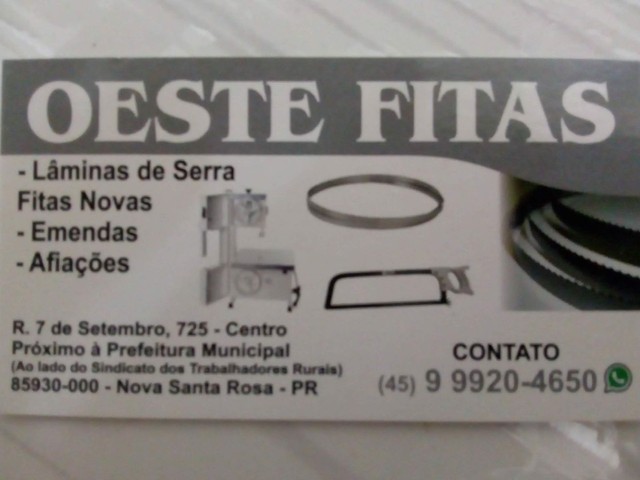 OESTE FITAS
- Lâminas de Serra
Fitas Novas
- Emendas
- Afiações
R. 7 de Setembro, 725 - Centro
Próximo à Prefeitura Municipal
(Ao lado do Sindicato dos Trabalhadores Rurais)
85930-000 - Nova Santa Rosa - PR
CONTATO
(45) 9 9920-4650